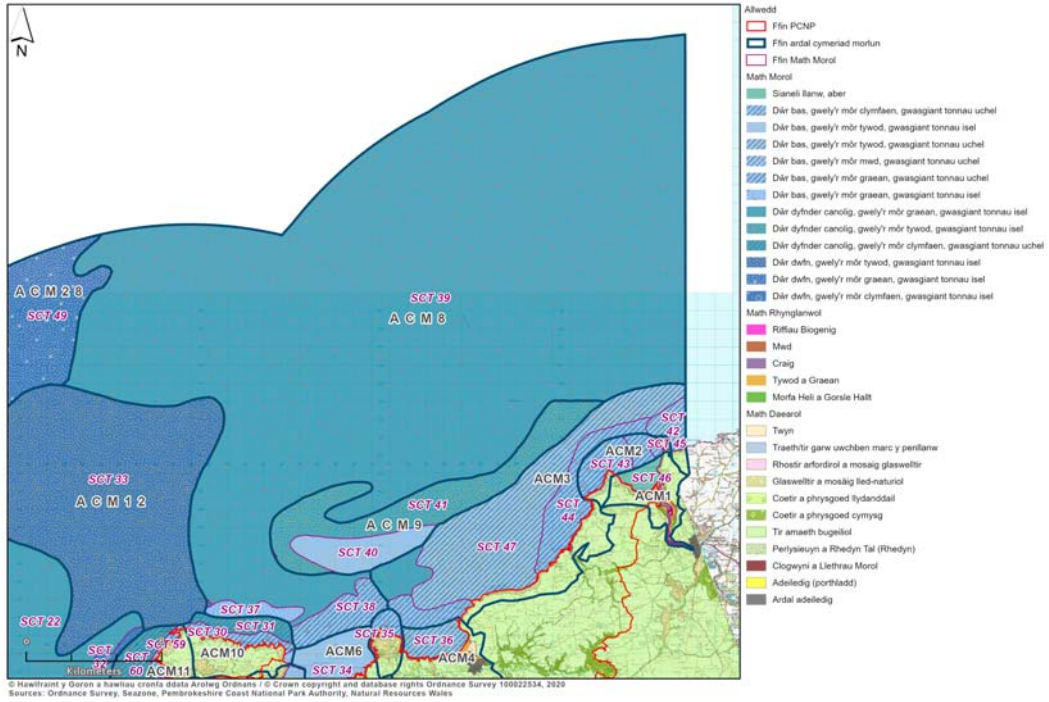 N
ACM28
SCT 49
SCT 39
ACM8
SCT 42
SCT 45
ACM2
SCT 43
SCT 46
ACM3
ACM1
SCT 44
SCT 33
ACM12
SCT 41
ACM9
SCT 40
SCT 47
SCT 37
SCT 38
SCT 22
SCT 30
SCT 31
SCT 35
SCT 36
SCT 59
SCT 32
SCT 60
ACM10
ACM6
ACM4
ACM11
SCT 34
0
Kilometers
Allwedd
Ffin PCNP
Ffin ardal cymeriad morlun
Ffin Math Morol
Math Morol
Sianeli llanw, aber
Dŵr bas, gwely'r môr clymfaen, gwasgiant tonnau uchel
Dŵr bas, gwely'r môr tywod, gwasgiant tonnau isel
Dŵr bas, gwely'r môr tywod, gwasgiant tonnau uchel
Dŵr bas, gwely'r môr mwd, gwasgiant tonnau uchel
Dŵr bas, gwely'r môr graean, gwasgiant tonnau uchel
Dŵr bas, gwely'r môr graean, gwasgiant tonnau isel
Dŵr dyfnder canolig, gwely'r môr graean, gwasgiant tonnau isel
Dŵr dyfnder canolig, gwely'r môr tywod, gwasgiant tonnau isel
Dŵr dyfnder canolig, gwely'r môr clymfaen, gwasgiant tonnau uchel
Dŵr dwfn, gwely'r môr tywod, gwasgiant tonnau isel
Dŵr dwfn, gwely'r môr graean, gwasgiant tonnau isel
Dŵr dwfn, gwely'r môr clymfaen, gwasgiant tonnau isel
Math Rhynglanwol
Riffiau Biogenig
Mwd
Craig
Tywod a Graean
Morfa Heli a Gorsle Hallt
Math Daearol
Twyn
Traeth/tir garw uwchben marc y penllanw
Rhostir arfordirol a mosaig glaswelltir
Glaswelltir a mosäig lled-naturiol
Coetir a phrysgoed llydanddail
Coetir a phrysgoed cymysg
Tir amaeth bugeiliol
Perlysieuyn a Rhedyn Tal (Rhedyn)
Clogwyni a Llethrau Morol
Adeiledig (porthladd)
Ardal adeiledig
© Hawlfraint y Goron a hawliau cronfa ddata Arolwg Ordnans / © Crown copyright and database rights Ordnance Survey 100022534, 2020
Sources: Ordnance Survey, Seazone, Pembrokeshire Coast National Park Authority, Natural Resources Wales